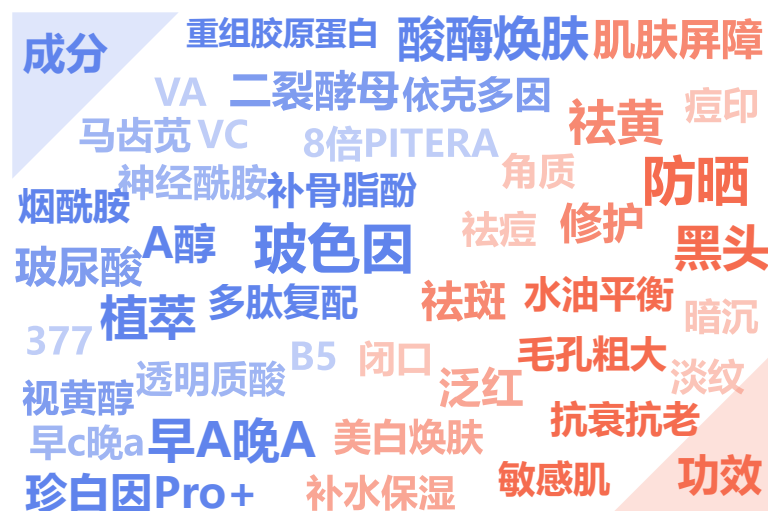 成分
重组胶原蛋白
酸酶焕肤
肌肤屏障
VA
二裂酵母
依克多因
祛黄
痘印
马齿苋
VC
8倍PITERA
角质
防晒
神经酰胺
补骨脂酚
烟酰胺
祛痘
修护
A醇
玻色因
黑头
玻尿酸
植萃
多肽复配
祛斑
水油平衡
暗沉
377
B5
闭口
毛孔粗大
淡纹
透明质酸
视黄醇
泛红
抗衰抗老
早c晚a
早A晚A
美白焕肤
敏感肌
功效
珍白因Pro+
补水保湿